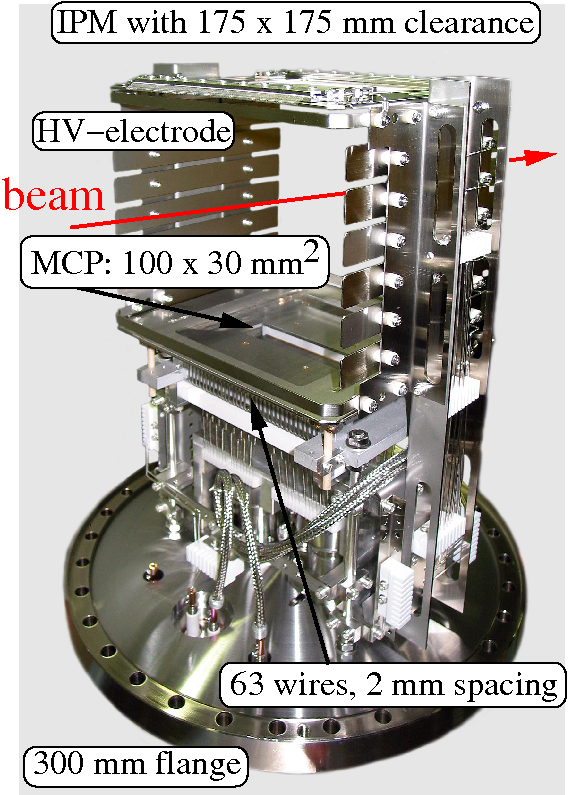 IPM with 175 x 175 mm clearance
HV-electrode
beam
MCP: 100 x 30 mm2
63 wires, 2 mm spacing
300 mm flange